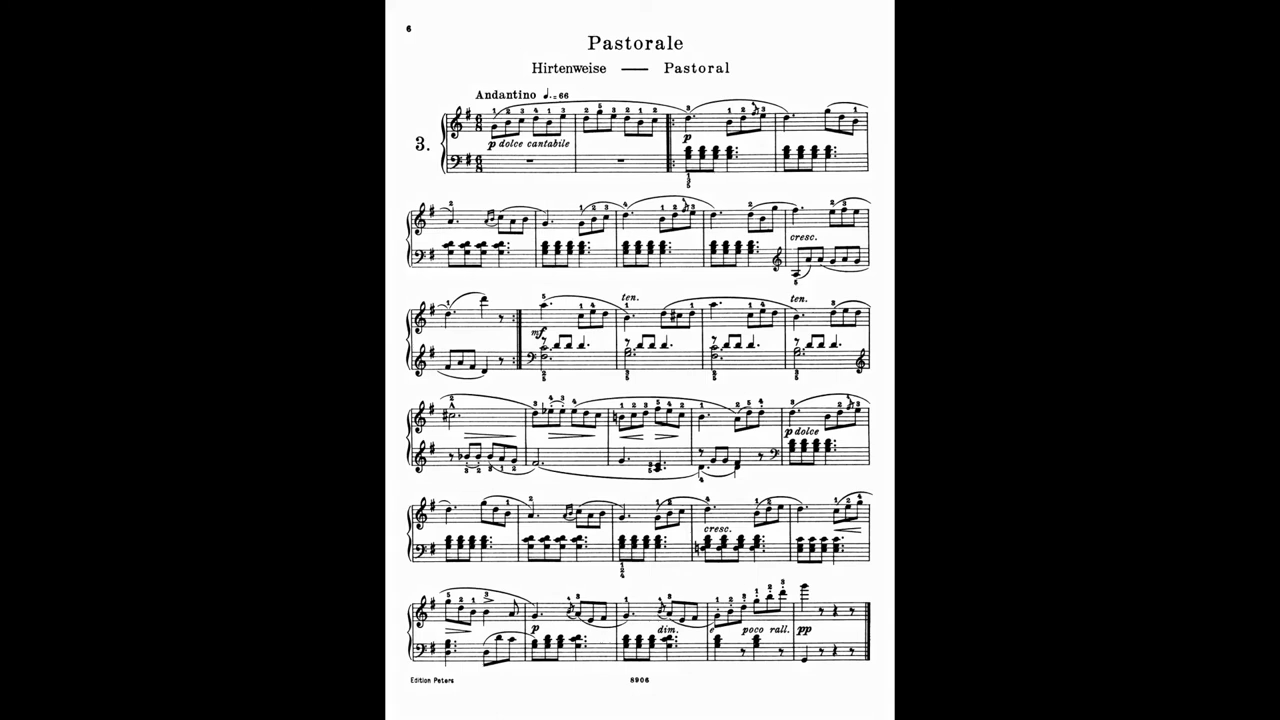 6
Pastorale
Hirtenweise — Pastoral
Andantino ♩.=66
3.
p dolce cantabile
p
cresc.
ten.
ten.
mf
p dolce
cresc.
p
dim.
e
poco rall.
pp
Edition Peters
8906